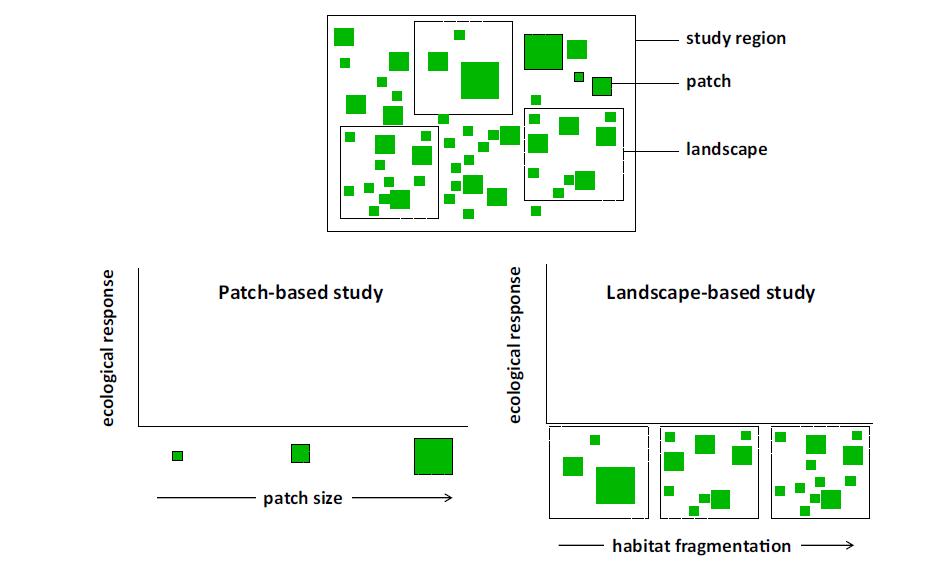 study region
patch
landscape
Patch-based study
ecological response
patch size
Landscape-based study
ecological response
habitat fragmentation